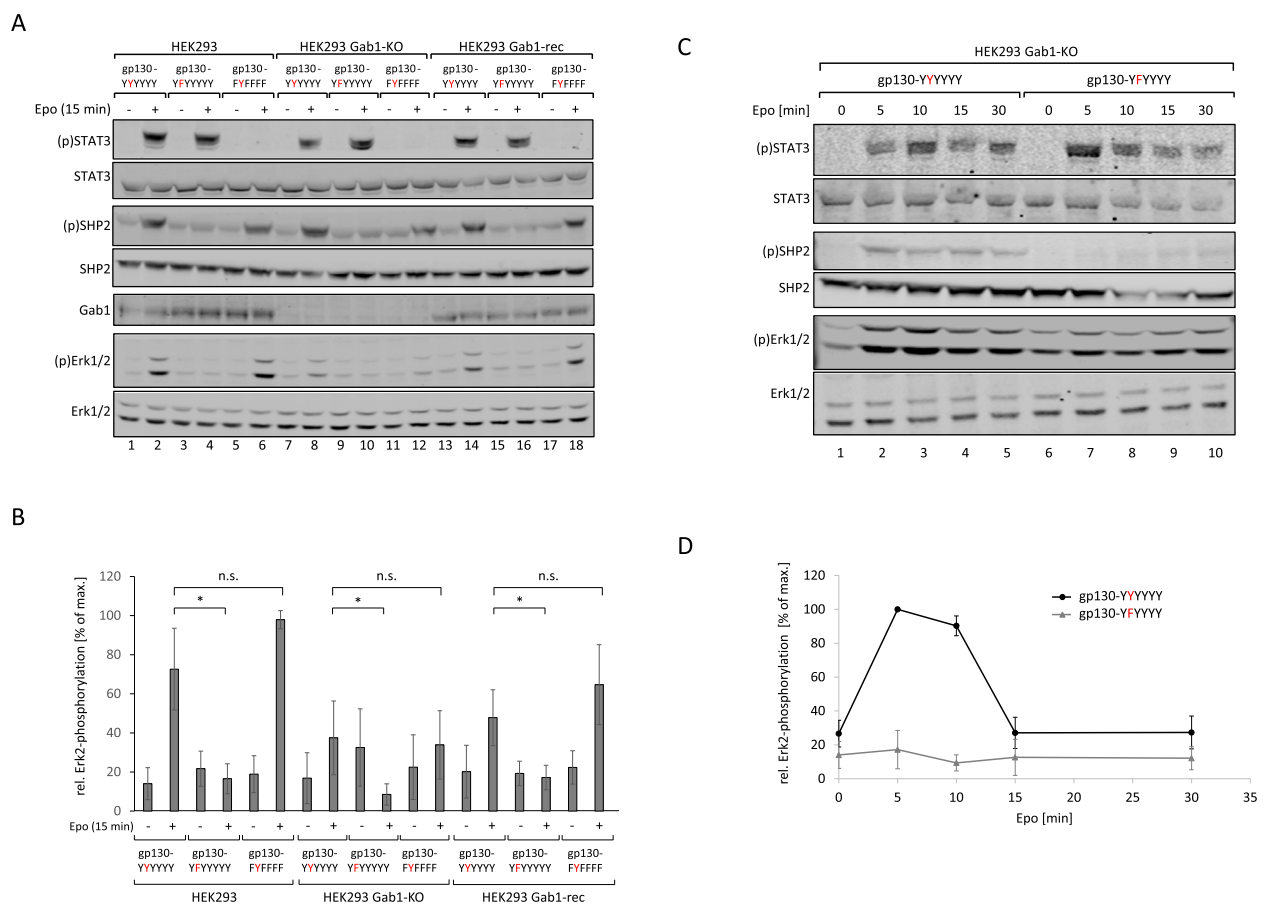 A
HEK293 HEK293 Gab1-KO HEK293 Gab1-rec
gp130- gp130- gp130- gp130- gp130- gp130- gp130- gp130- gp130-
YYYYYY YFYYYY FYFFFF YYYYYY YFYYYY FYFFFF YYYYYY YFYYYY FYFFFF
Epo (15 min) - + - + - + - + - + - + - + - + - +
(p)STAT3
STAT3
(p)SHP2
SHP2
Gab1
(p)Erk1/2
Erk1/2
1 2 3 4 5 6 7 8 9 10 11 12 13 14 15 16 17 18
B
rel. Erk2-phosphorylation [% of max.]
120
100
80
60
40
20
0
n.s. n.s. n.s.
* * *
Epo (15 min) - + - + - + - + - + - + - + - + - +
gp130- gp130- gp130- gp130- gp130- gp130- gp130- gp130- gp130-
YYYYYY YFYYYY FYFFFF YYYYYY YFYYYY FYFFFF YYYYYY YFYYYY FYFFFF
HEK293 HEK293 Gab1-KO HEK293 Gab1-rec
C
HEK293 Gab1-KO
gp130-YYYYYY gp130-YFYYYY
Epo [min] 0 5 10 15 30 0 5 10 15 30
(p)STAT3
STAT3
(p)SHP2
SHP2
(p)Erk1/2
Erk1/2
1 2 3 4 5 6 7 8 9 10
D
rel. Erk2-phosphorylation [% of max.]
120
100
80
60
40
20
0
gp130-YYYYYY
gp130-YFYYYY
0 5 10 15 20 25 30 35
Epo [min]